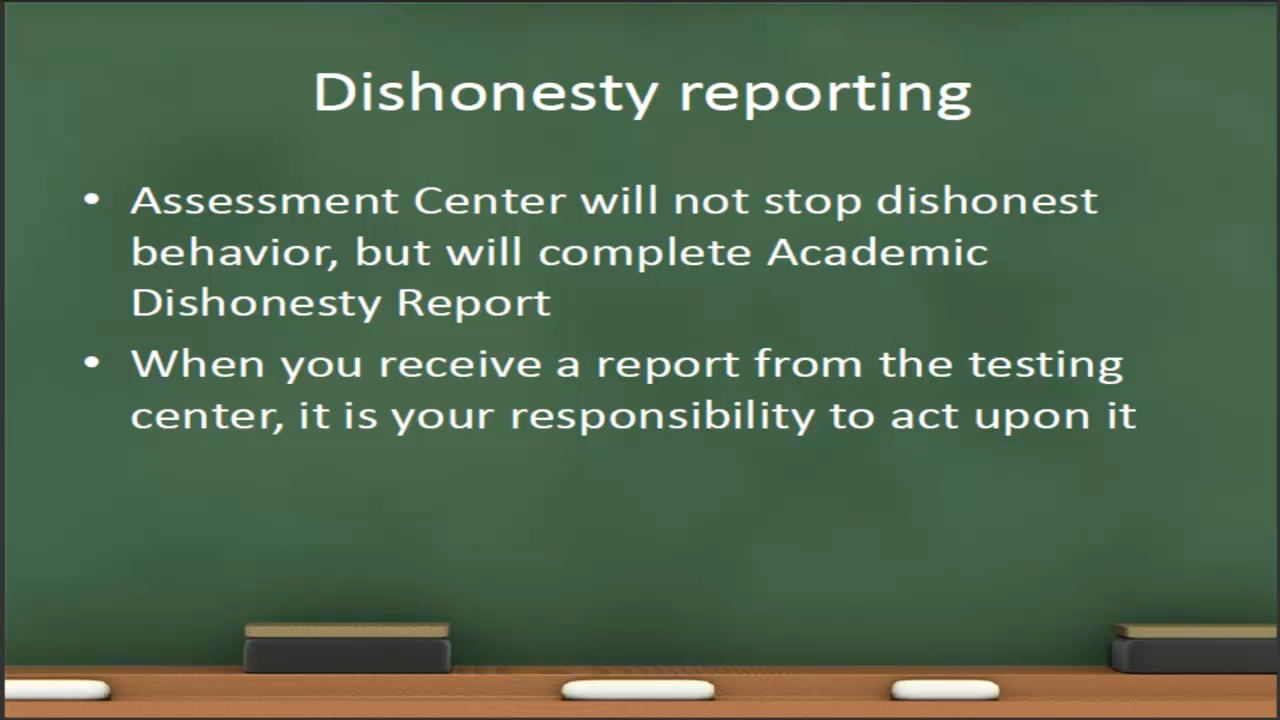 Dishonesty reporting
• Assessment Center will not stop dishonest
behavior, but will complete Academic
Dishonesty Report
• When you receive a report from the testing
center, it is your responsibility to act upon it